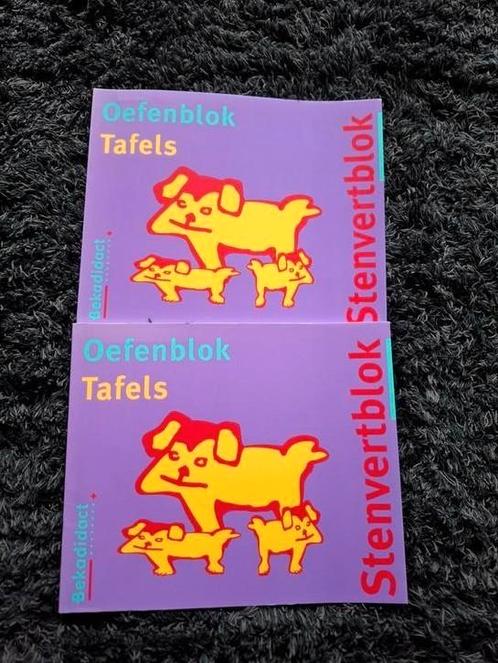 Oefenblok
Tafels
Stenvertblok
Bekadidact
Oefenblok
Tafels
Stenvertblok
Bekadidact